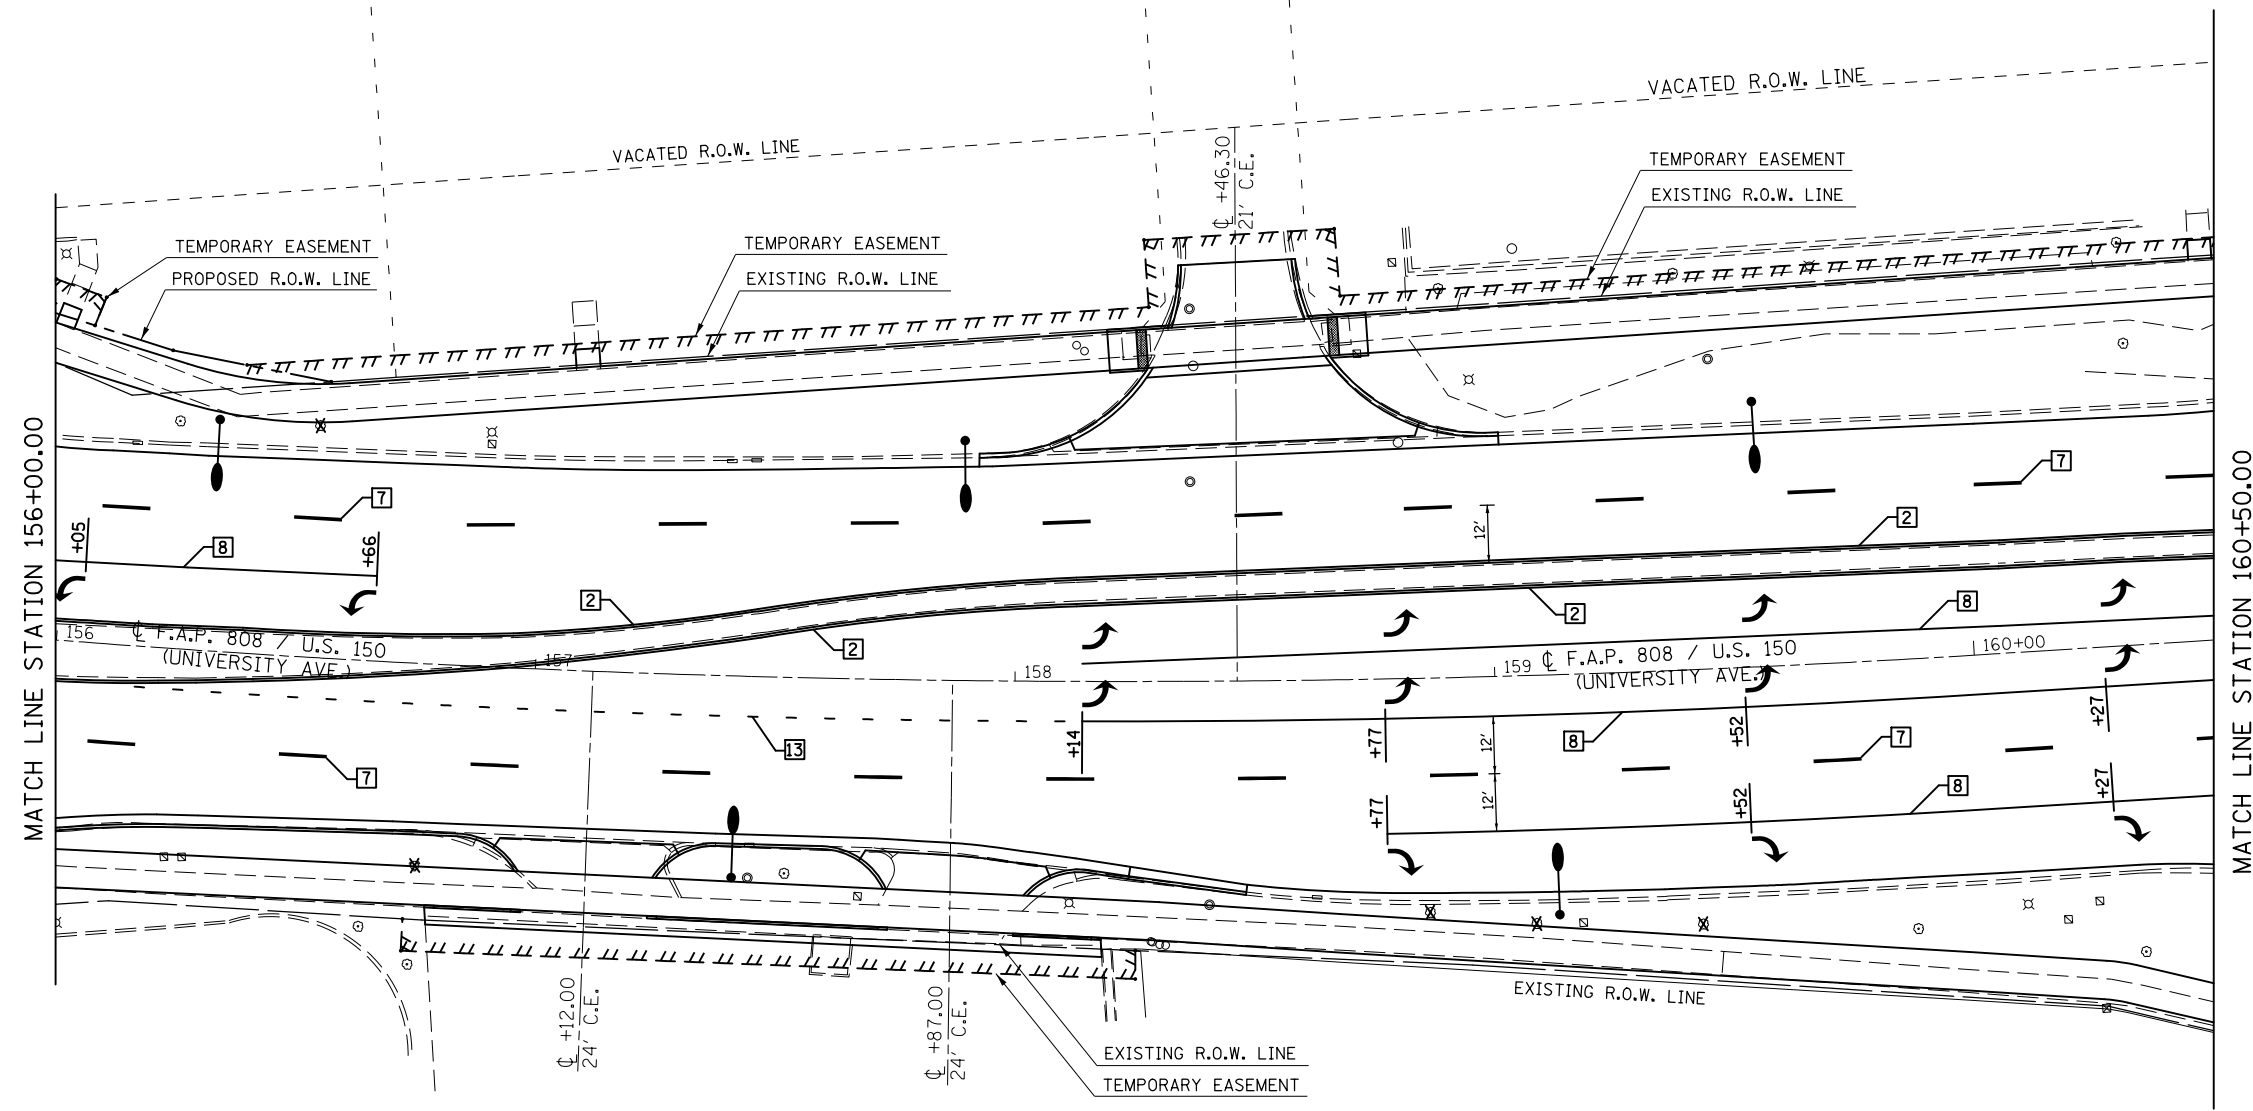 VACATED R.O.W. LINE
VACATED R.O.W. LINE
℄ +46.30
21' C.E.
TEMPORARY EASEMENT
EXISTING R.O.W. LINE
TEMPORARY EASEMENT
PROPOSED R.O.W. LINE
TEMPORARY EASEMENT
EXISTING R.O.W. LINE
MATCH LINE STATION 156+00.00
MATCH LINE STATION 160+50.00
7
7
+05
8
+66
12'
2
2
2
2
8
156
℄ F.A.P. 808 / U.S. 150
(UNIVERSITY AVE.)
157
158
159
℄ F.A.P. 808 / U.S. 150
(UNIVERSITY AVE.)
160+00
7
13
+14
+77
12'
8
+52
7
+27
+77
12'
+52
8
+27
℄ +12.00
24' C.E.
℄ +87.00
24' C.E.
EXISTING R.O.W. LINE
EXISTING R.O.W. LINE
TEMPORARY EASEMENT